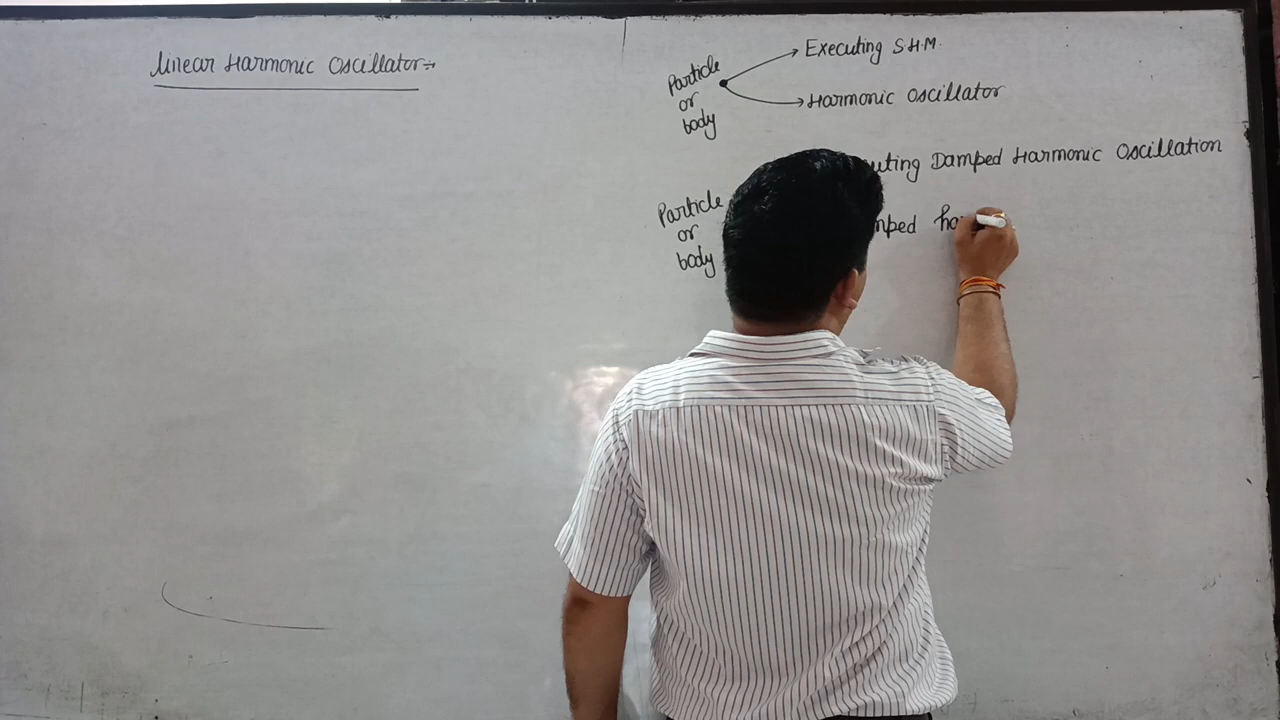 Linear Harmonic Oscillator:-
Particle
or
body
Executing S.H.M.
Harmonic Oscillator
Damped Harmonic Oscillation
Particle
or
body